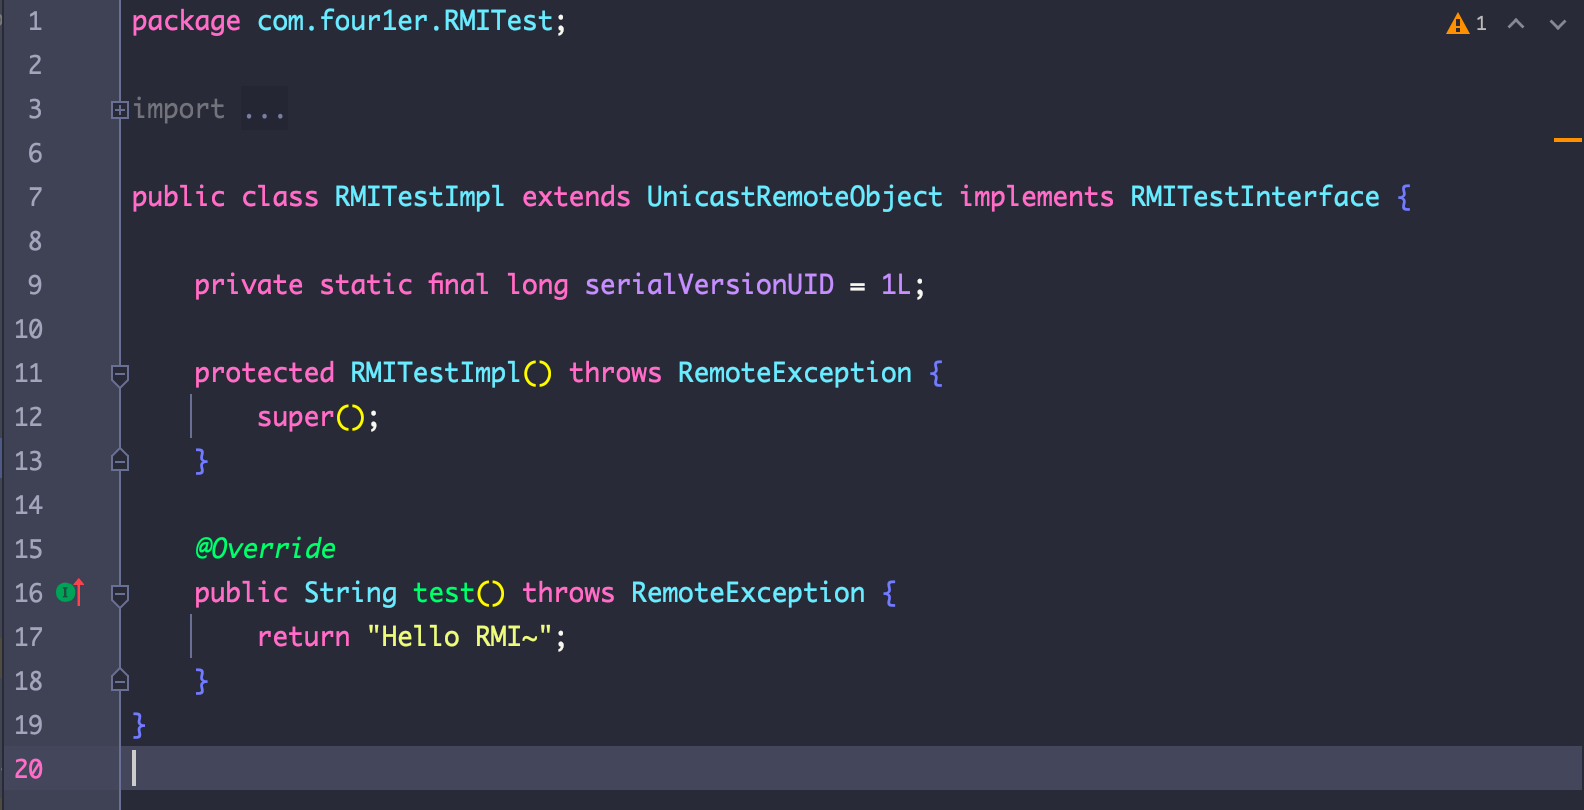 1 package com.four1er.RMITest;
2
3 import ...
6
7 public class RMITestImpl extends UnicastRemoteObject implements RMITestInterface {
8
9     private static final long serialVersionUID = 1L;
10
11     protected RMITestImpl() throws RemoteException {
12         super();
13     }
14
15     @Override
16     public String test() throws RemoteException {
17         return "Hello RMI~";
18     }
19 }
20
1